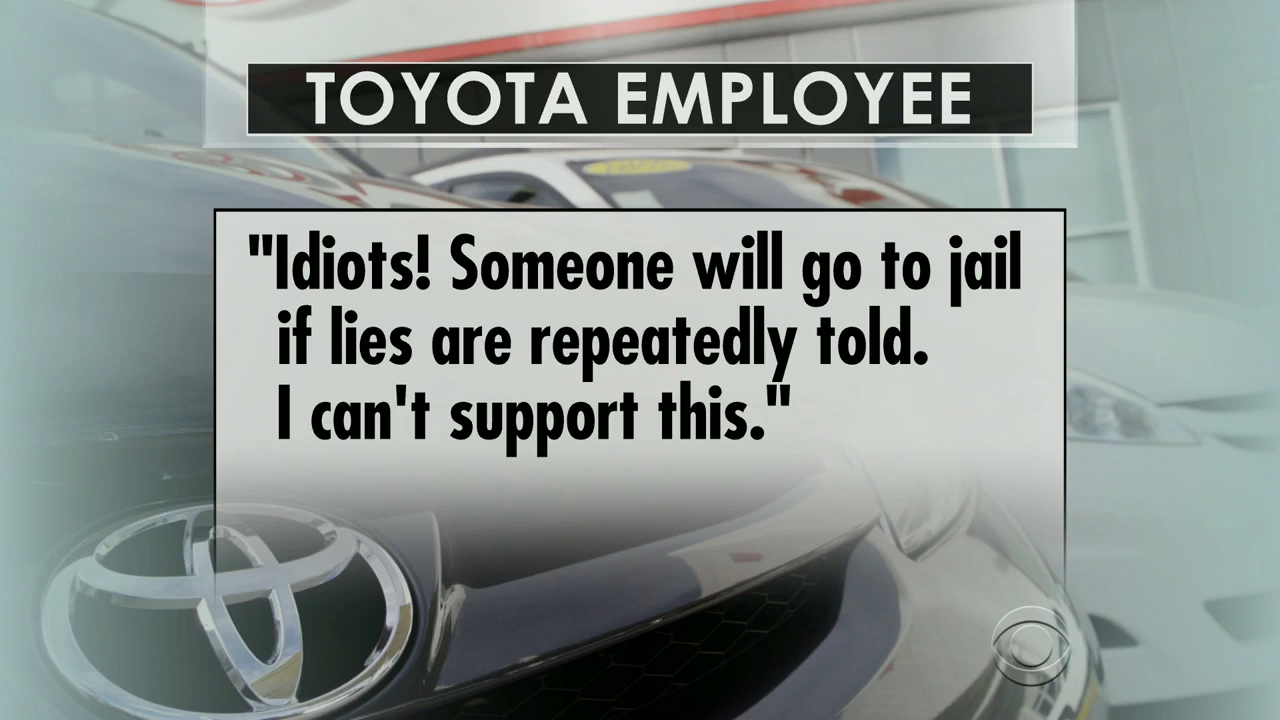 TOYOTA EMPLOYEE
"Idiots! Someone will go to jail
if lies are repeatedly told.
I can't support this."